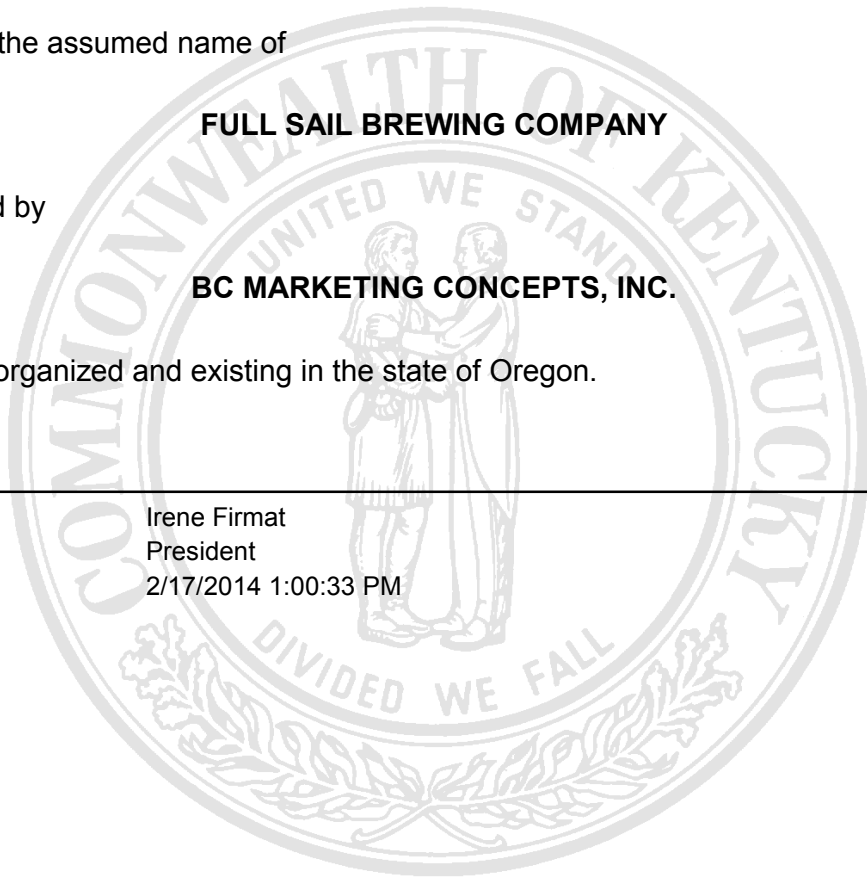 the assumed name of
FULL SAIL BREWING COMPANY
d by
BC MARKETING CONCEPTS, INC.
organized and existing in the state of Oregon.
Irene Firmat
President
2/17/2014 1:00:33 PM
COMMONWEALTH OF KENTUCKY
UNITED WE STAND
DIVIDED WE FALL